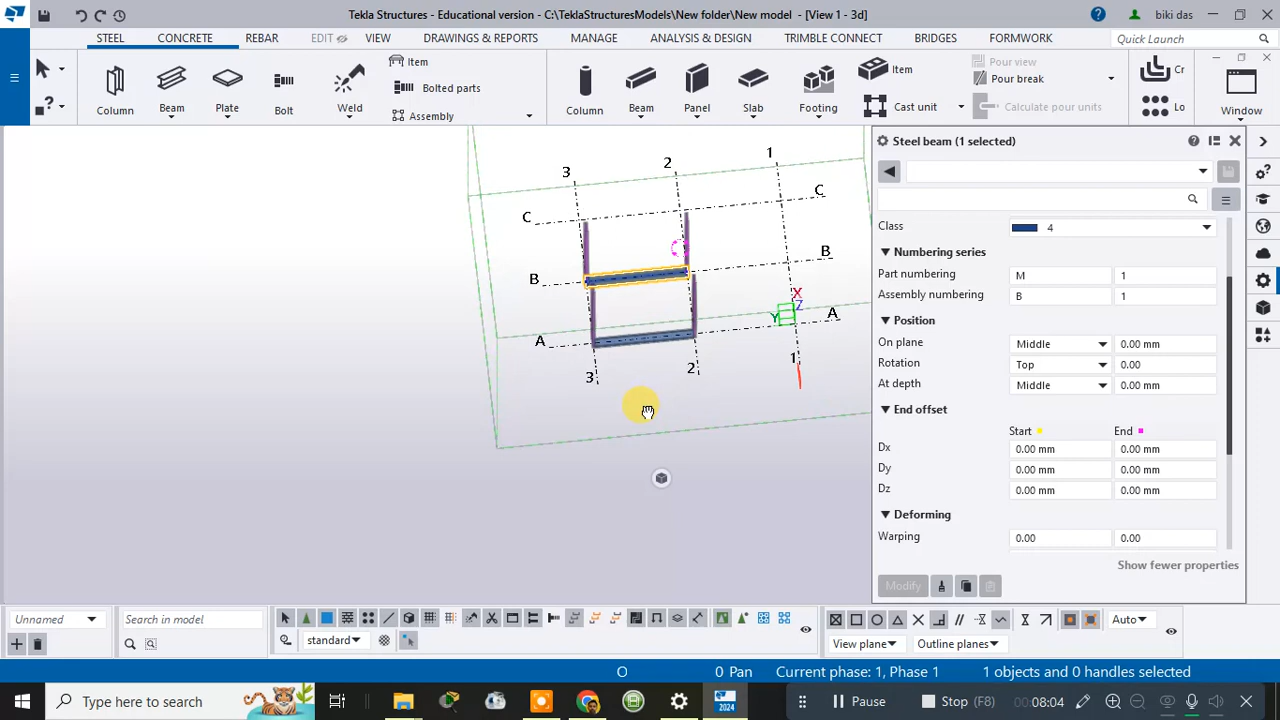 Tekla Structures - Educational version - C:\TeklaStructuresModels\New folder\New model - [View 1 - 3d]
biki das
STEEL CONCRETE REBAR EDIT VIEW DRAWINGS & REPORTS MANAGE ANALYSIS & DESIGN TRIMBLE CONNECT BRIDGES FORMWORK
Quick Launch
Item
Bolted parts
Assembly
Column Beam Plate Bolt Weld
Column Beam Panel Slab Footing
Item
Cast unit
Pour view
Pour break
Calculate pour units
Cr
Lo
Window
Steel beam (1 selected)
Class 4
Numbering series
Part numbering M 1
Assembly numbering B 1
Position
On plane Middle 0.00 mm
Rotation Top 0.00
At depth Middle 0.00 mm
End offset
Start End
Dx 0.00 mm 0.00 mm
Dy 0.00 mm 0.00 mm
Dz 0.00 mm 0.00 mm
Deforming
Warping 0.00 0.00
Show fewer properties
Modify
3 2 1
C C
B B
A A
X
Z
Y
3 2 1
Unnamed
Search in model
standard
Auto
View plane
Outline planes
O
0 Pan
Current phase: 1, Phase 1
1 objects and 0 handles selected
Type here to search
2024
Pause
Stop (F8)
00:08:04